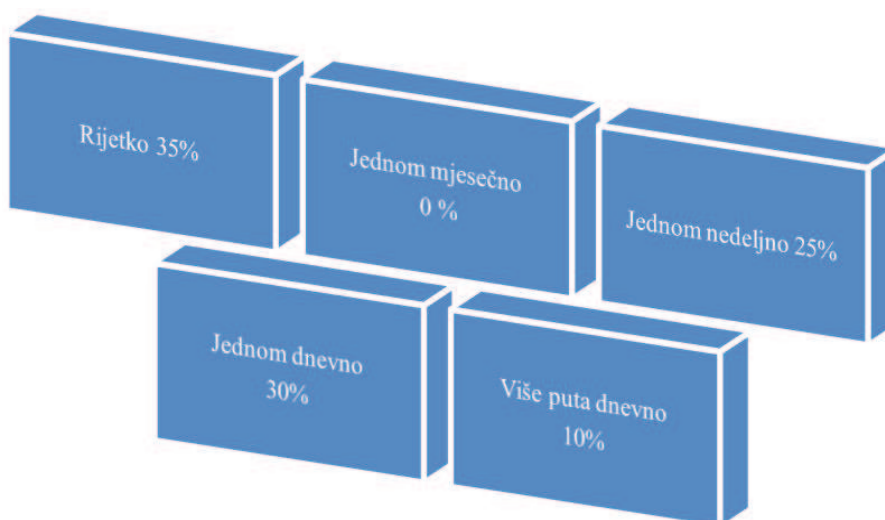 Rijetko 35%
Jednom mjesečno
0 %
Jednom nedeljno 25%
Jednom dnevno
30%
Više puta dnevno
10%